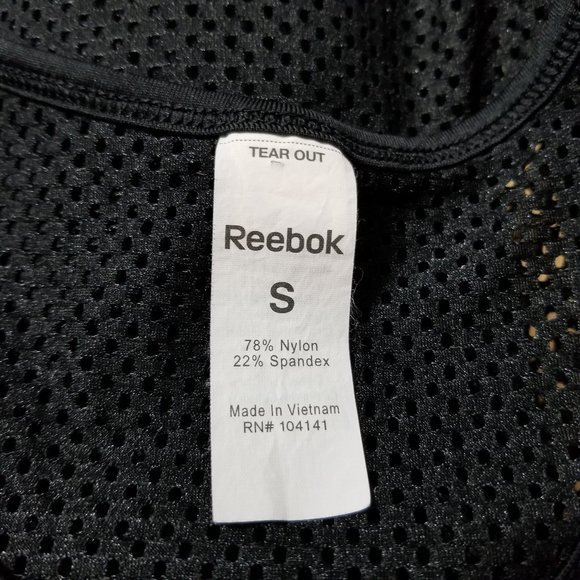 TEAR OUT
Reebok
S
78% Nylon
22% Spandex
Made In Vietnam
RN# 104141